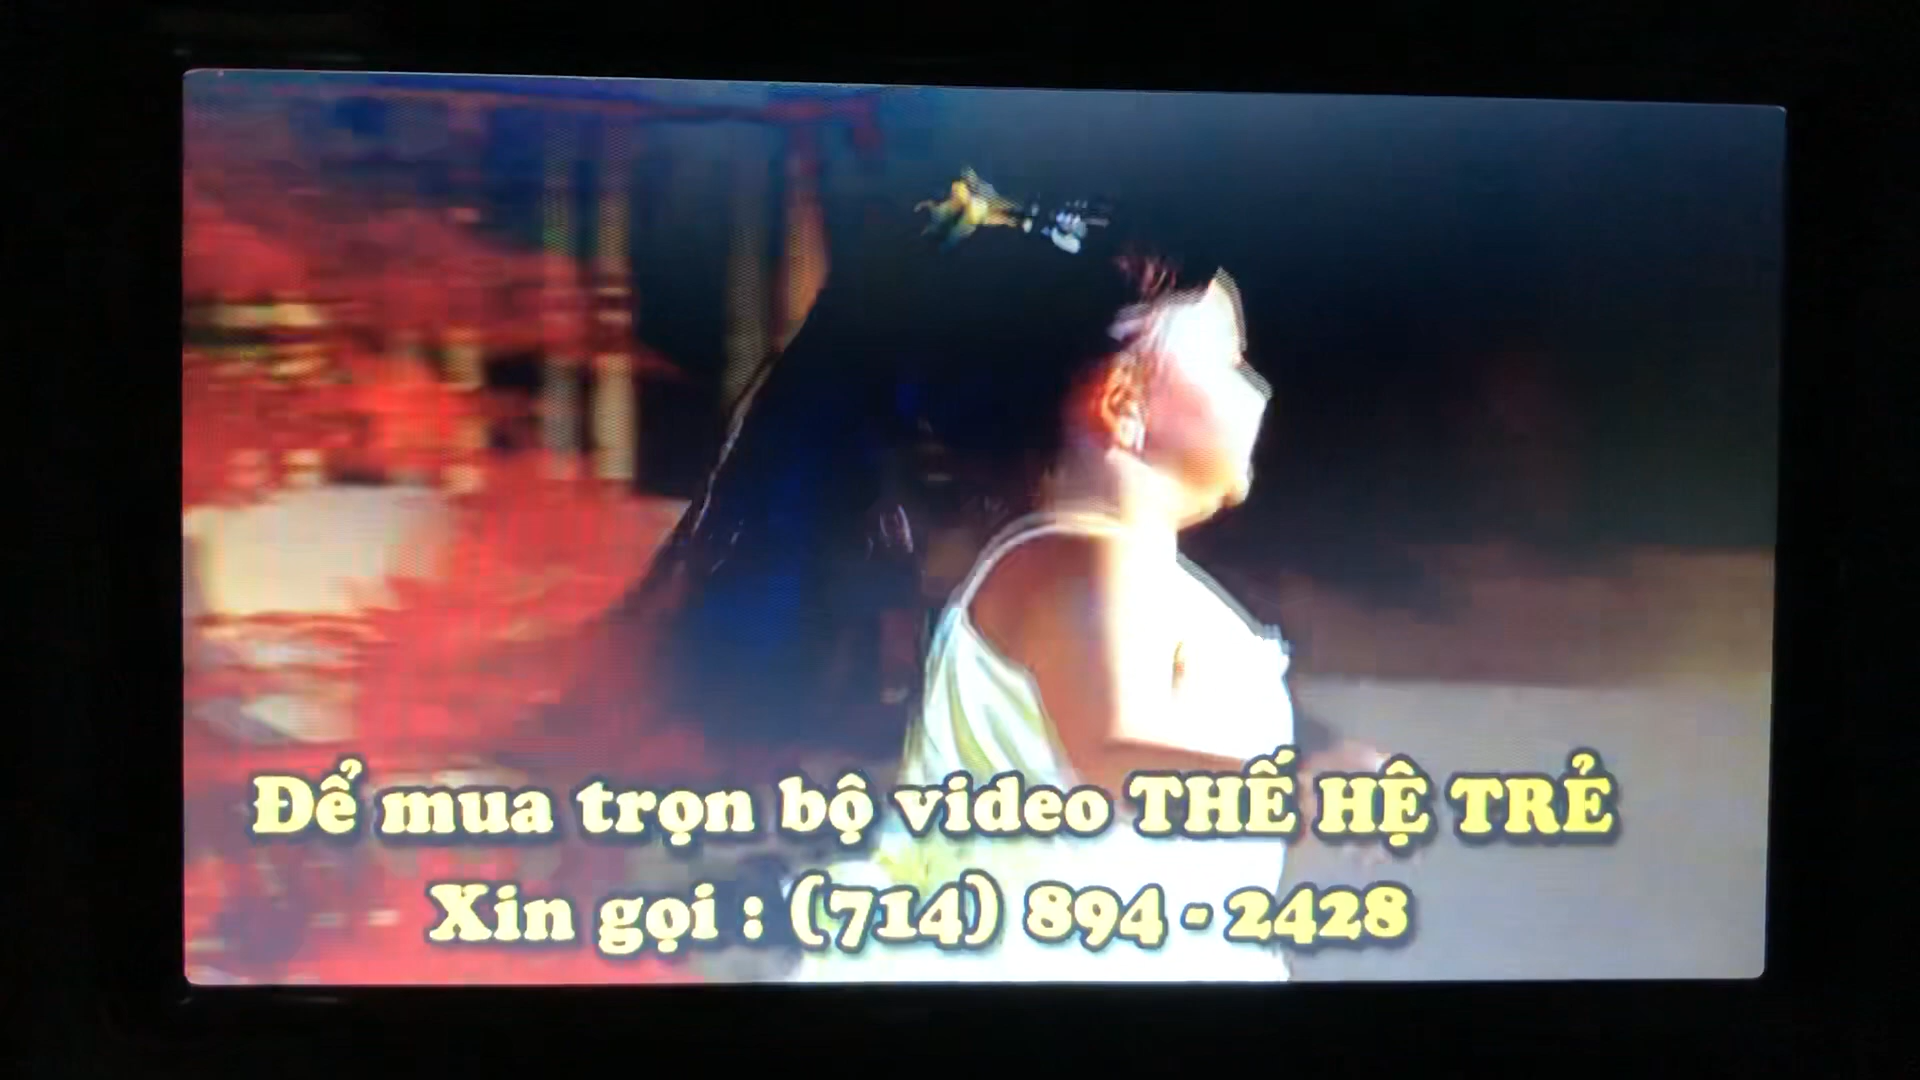 Để mua trọn bộ video THẾ HỆ TRẺ
Xin gọi : (714) 894 - 2428